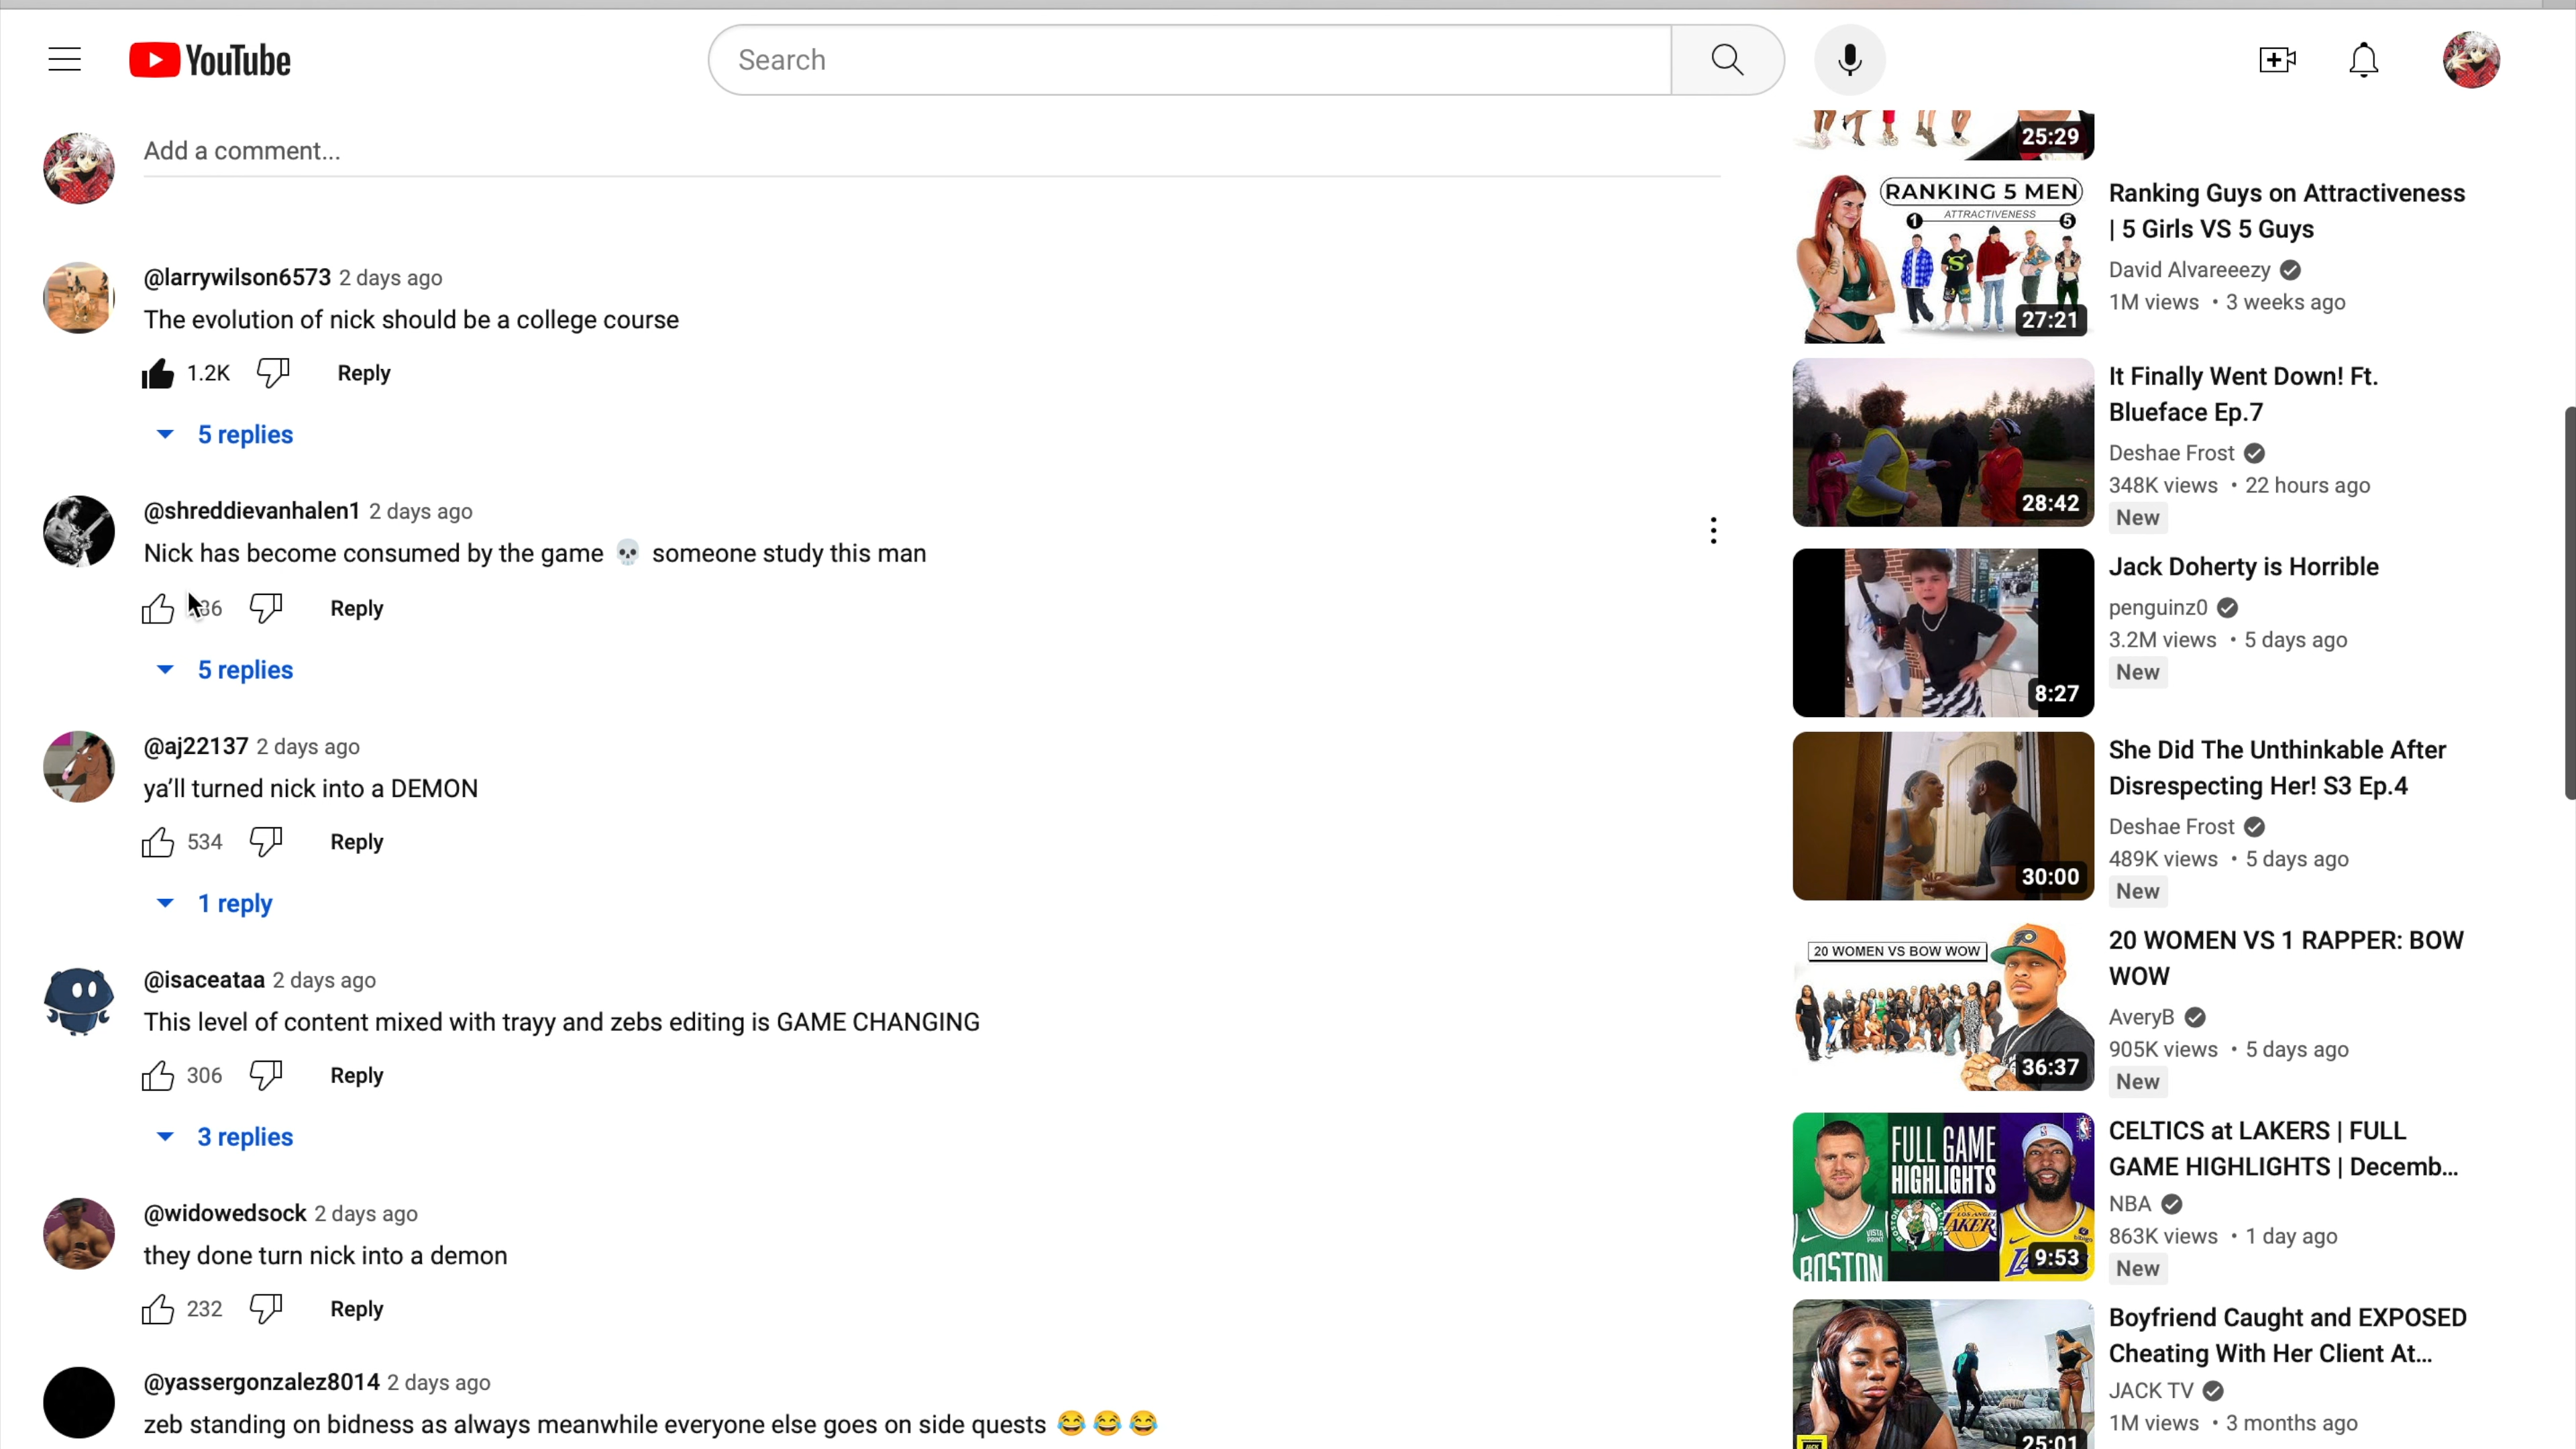 YouTube
Search
Add a comment...
@larrywilson6573 2 days ago
The evolution of nick should be a college course
1.2K Reply
5 replies
@shreddievanhalen1 2 days ago
Nick has become consumed by the game 💀 someone study this man
Reply
5 replies
@aj22137 2 days ago
ya’ll turned nick into a DEMON
534 Reply
1 reply
@isaceataa 2 days ago
This level of content mixed with trayy and zebs editing is GAME CHANGING
306 Reply
3 replies
@widowedsock 2 days ago
they done turn nick into a demon
232 Reply
@yassergonzalez8014 2 days ago
zeb standing on bidness as always meanwhile everyone else goes on side quests 😂 😂 😂
25:29
RANKING 5 MEN
ATTRACTIVENESS
1 5
27:21
Ranking Guys on Attractiveness
| 5 Girls VS 5 Guys
David Alvareeezy
1M views • 3 weeks ago
28:42
It Finally Went Down! Ft.
Blueface Ep.7
Deshae Frost
348K views • 22 hours ago
New
8:27
Jack Doherty is Horrible
penguinz0
3.2M views • 5 days ago
New
30:00
She Did The Unthinkable After
Disrespecting Her! S3 Ep.4
Deshae Frost
489K views • 5 days ago
New
20 WOMEN VS BOW WOW
36:37
20 WOMEN VS 1 RAPPER: BOW
WOW
AveryB
905K views • 5 days ago
New
FULL GAME
HIGHLIGHTS
BOSTON
9:53
CELTICS at LAKERS | FULL
GAME HIGHLIGHTS | Decemb...
NBA
863K views • 1 day ago
New
25:01
Boyfriend Caught and EXPOSED
Cheating With Her Client At...
JACK TV
1M views • 3 months ago